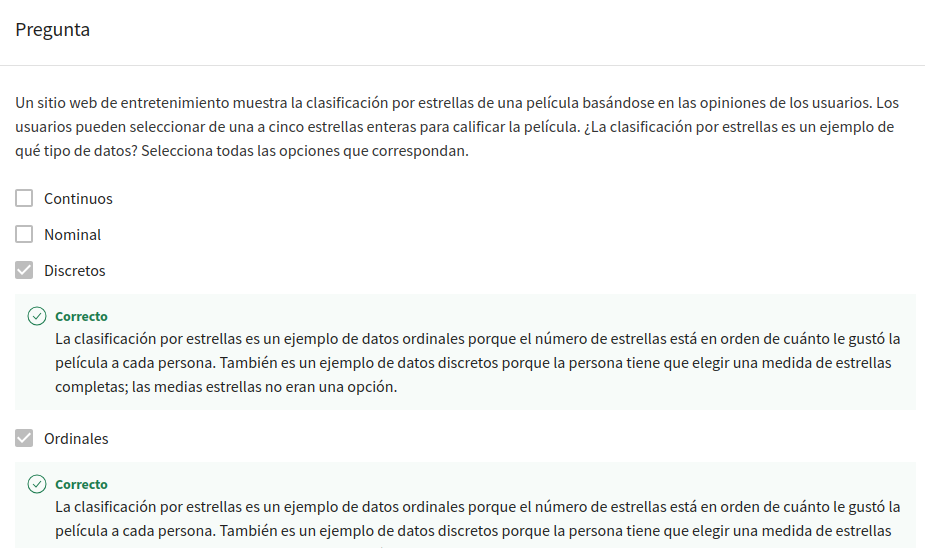 Pregunta
Un sitio web de entretenimiento muestra la clasificación por estrellas de una película basándose en las opiniones de los usuarios. Los
usuarios pueden seleccionar de una a cinco estrellas enteras para calificar la película. ¿La clasificación por estrellas es un ejemplo de
qué tipo de datos? Selecciona todas las opciones que correspondan.
Continuos
Nominal
Discretos
Correcto
La clasificación por estrellas es un ejemplo de datos ordinales porque el número de estrellas está en orden de cuánto le gustó la
película a cada persona. También es un ejemplo de datos discretos porque la persona tiene que elegir una medida de estrellas
completas; las medias estrellas no eran una opción.
Ordinales
Correcto
La clasificación por estrellas es un ejemplo de datos ordinales porque el número de estrellas está en orden de cuánto le gustó la
película a cada persona. También es un ejemplo de datos discretos porque la persona tiene que elegir una medida de estrellas